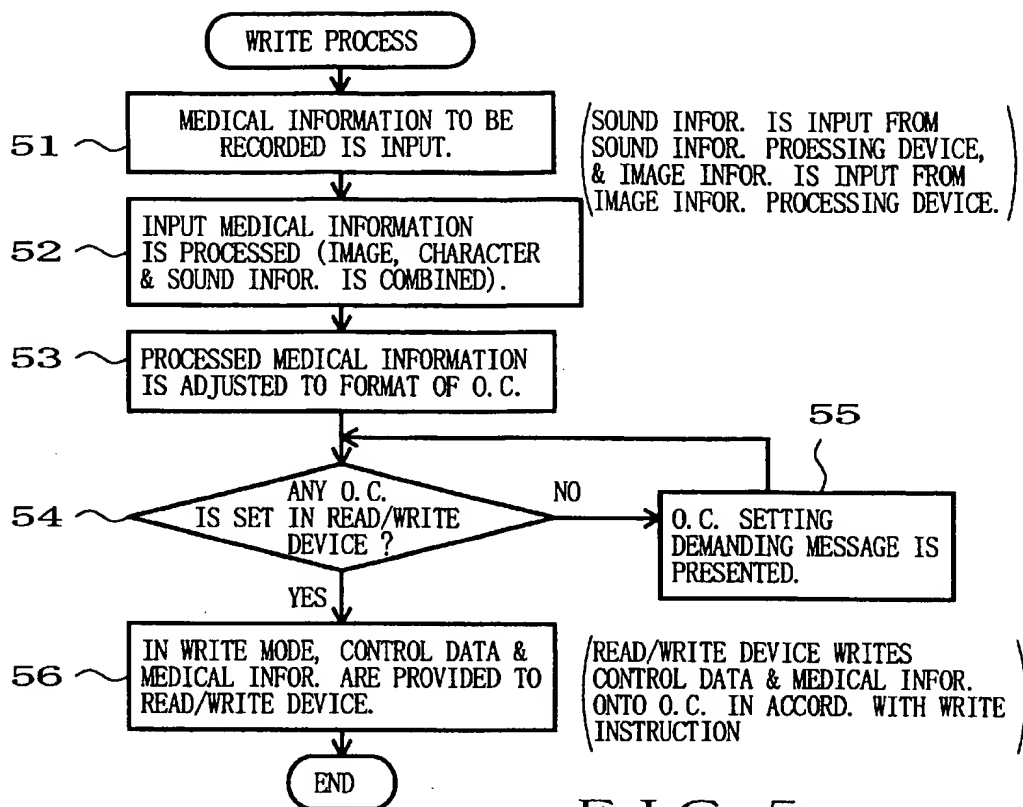 WRITE PROCESS
51
MEDICAL INFORMATION TO BE
RECORDED IS INPUT.
SOUND INFOR. IS INPUT FROM
SOUND INFOR. PROESSING DEVICE,
& IMAGE INFOR. IS INPUT FROM
IMAGE INFOR. PROCESSING DEVICE.
52
INPUT MEDICAL INFORMATION
IS PROCESSED (IMAGE, CHARACTER
& SOUND INFOR. IS COMBINED).
53
PROCESSED MEDICAL INFORMATION
IS ADJUSTED TO FORMAT OF O.C.
54
ANY O.C.
IS SET IN READ/WRITE
DEVICE ?
NO
55
O.C. SETTING
DEMANDING MESSAGE IS
PRESENTED.
YES
56
IN WRITE MODE, CONTROL DATA &
MEDICAL INFOR. ARE PROVIDED TO
READ/WRITE DEVICE.
READ/WRITE DEVICE WRITES
CONTROL DATA & MEDICAL INFOR.
ONTO O.C. IN ACCORD. WITH WRITE
INSTRUCTION
END